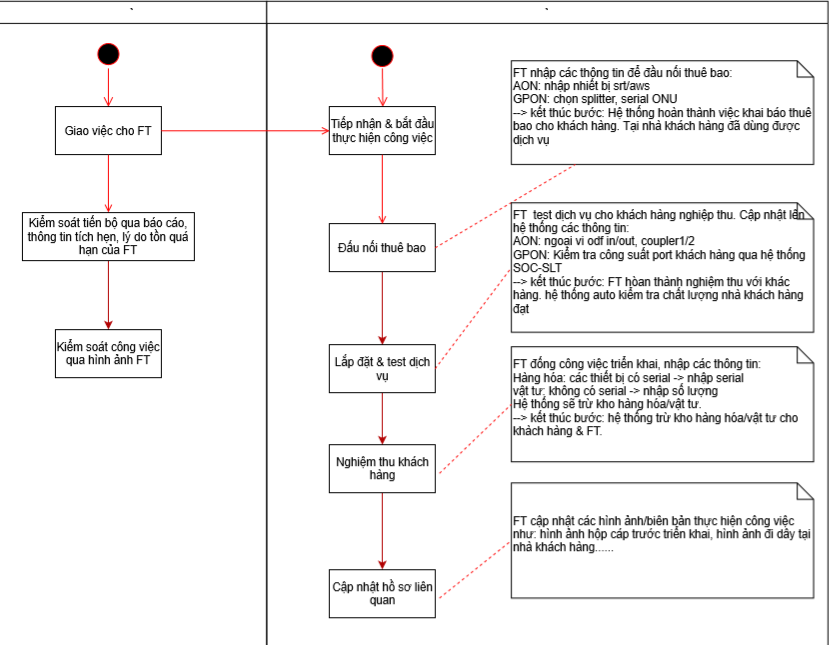 Giao việc cho FT
Kiểm soát tiến bộ qua báo cáo,
thông tin tích hẹn, lý do tồn quá
hạn của FT
Kiểm soát công việc
qua hình ảnh FT
Tiếp nhận & bắt đầu
thực hiện công việc
Đấu nối thuê bao
Lắp đặt & test dịch
vụ
Nghiệm thu khách
hàng
Cập nhật hồ sơ liên
quan
FT nhập các thông tin để đầu nối thuê bao:
AON: nhập nhiết bị srt/aws
GPON: chọn splitter, serial ONU
--> kết thúc bước: Hệ thống hoàn thành việc khai báo thuê
bao cho khách hàng. Tại nhà khách hàng đã dùng được
dịch vụ
FT test dịch vụ cho khách hàng nghiệp thu. Cập nhật lên
hệ thống các thông tin:
AON: ngoại vi odf in/out, coupler1/2
GPON: Kiểm tra công suất port khách hàng qua hệ thống
SOC-SLT
--> kết thúc bước: FT hòan thành nghiệm thu với khác
hàng. hệ thống auto kiểm tra chất lượng nhà khách hàng
đạt
FT đống công việc triển khai, nhập các thông tin:
Hàng hóa: các thiết bị có serial -> nhập serial
vật tư: không có serial -> nhập số lượng
Hệ thống sẽ trừ kho hàng hóa/vật tư.
--> kết thúc bước: hệ thống trừ kho hàng hóa/vật tư cho
khách hàng & FT.
FT cập nhật các hình ảnh/biên bản thực hiện công việc
như: hình ảnh hộp cáp trước triển khai, hình ảnh đi dây tại
nhà khách hàng......